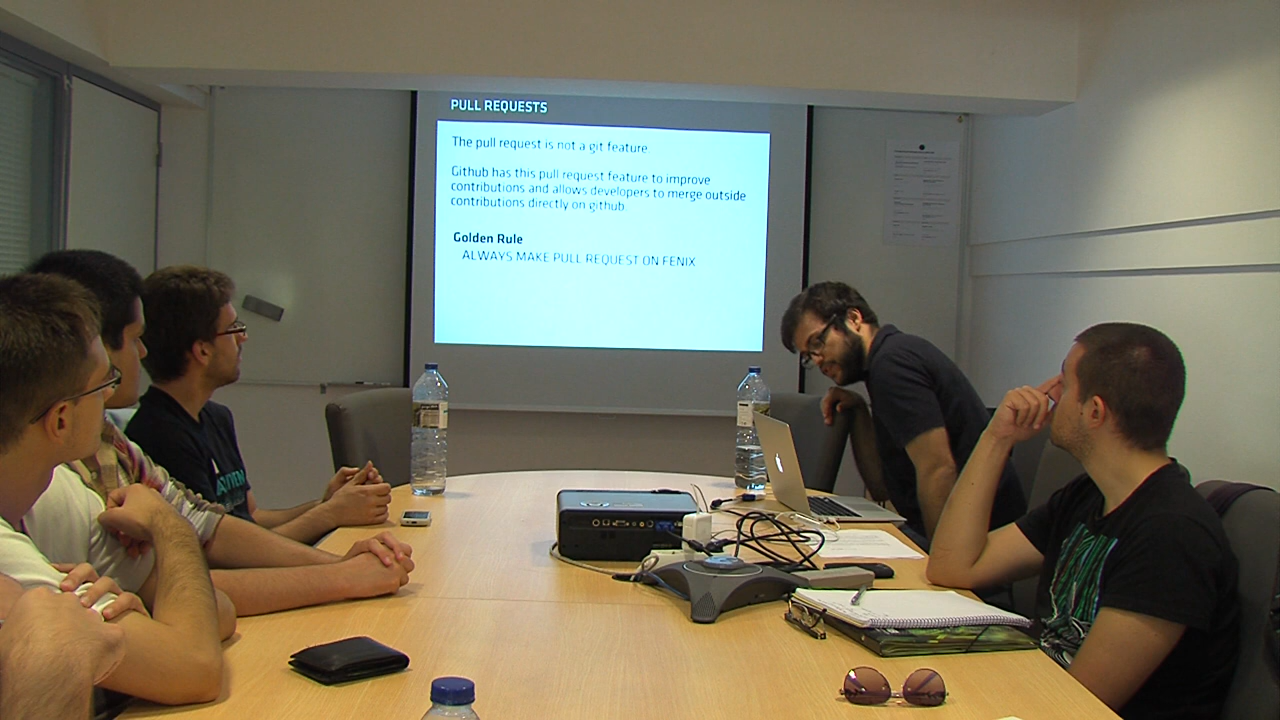 PULL REQUESTS
The pull request is not a git feature.
Github has this pull request feature to improve
contributions and allows developers to merge outside
contributions directly on github.
Golden Rule
ALWAYS MAKE PULL REQUEST ON FENIX